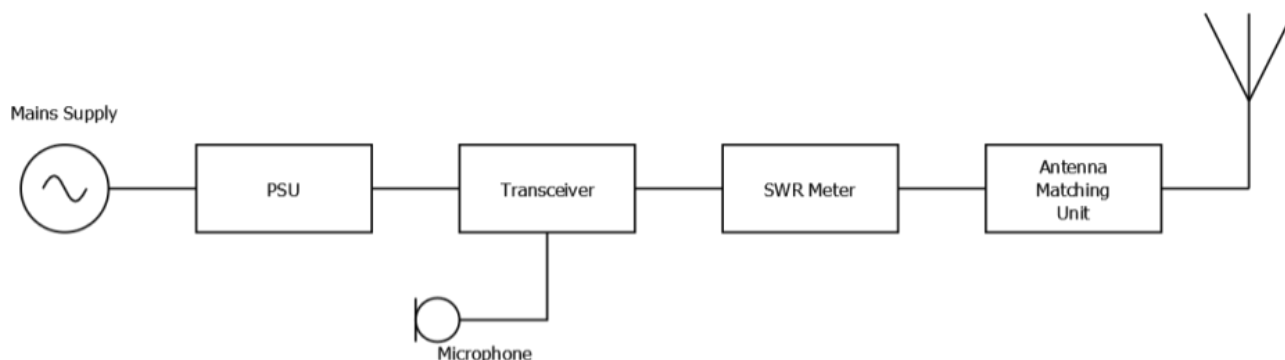 Mains Supply
PSU
Transceiver
SWR Meter
Antenna
Matching
Unit
Microphone